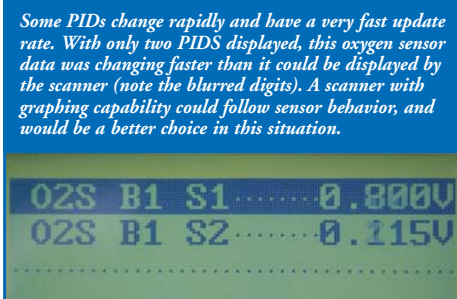 Some PIDs change rapidly and have a very fast update
rate. With only two PIDS displayed, this oxygen sensor
data was changing faster than it could be displayed by
the scanner (note the blurred digits). A scanner with
graphing capability could follow sensor behavior, and
would be a better choice in this situation.
O2S B1 S1········0.800V
O2S B1 S2········0.115V